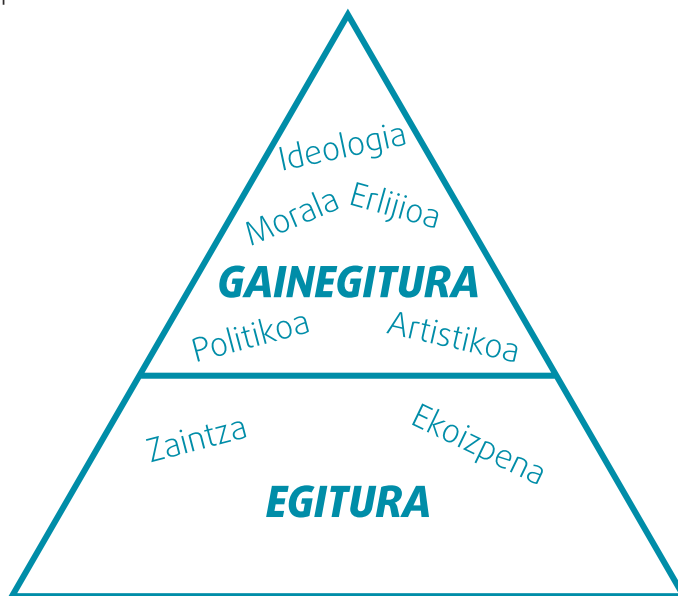 Ideologia
Morala Erlijioa
GAINEGITURA
Politikoa Artistikoa
Zaintza Ekoizpena
EGITURA